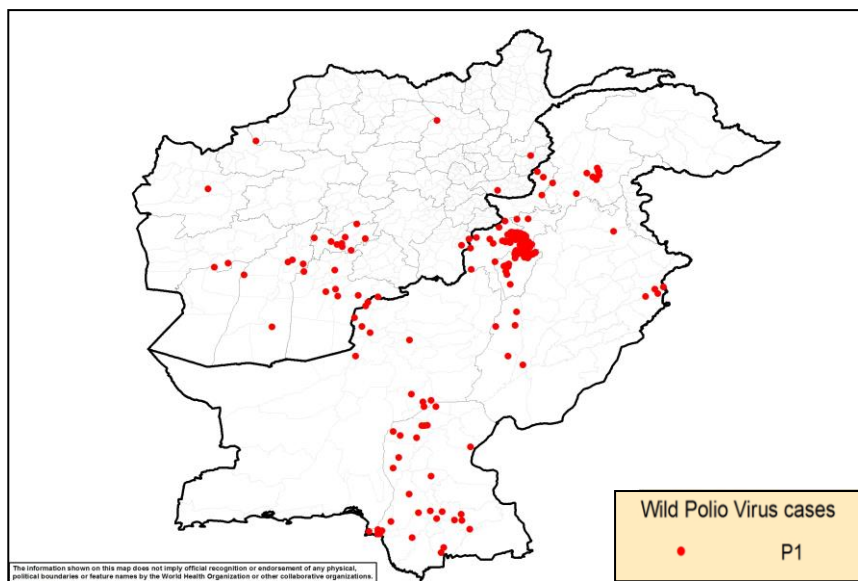 Wild Polio Virus cases
P1
The information shown on this map does not imply official recognition or endorsement of any physical,
political boundaries or feature names by the World Health Organization or other collaborative organizations.